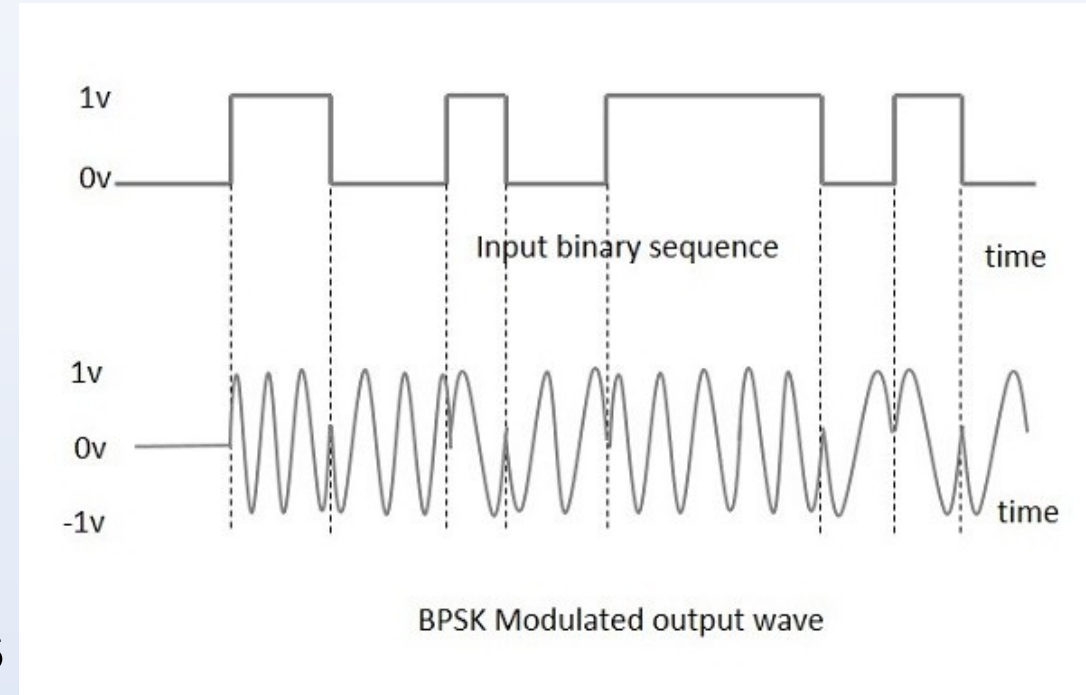 1v
0v
Input binary sequence
time
1v
0v
-1v
time
BPSK Modulated output wave